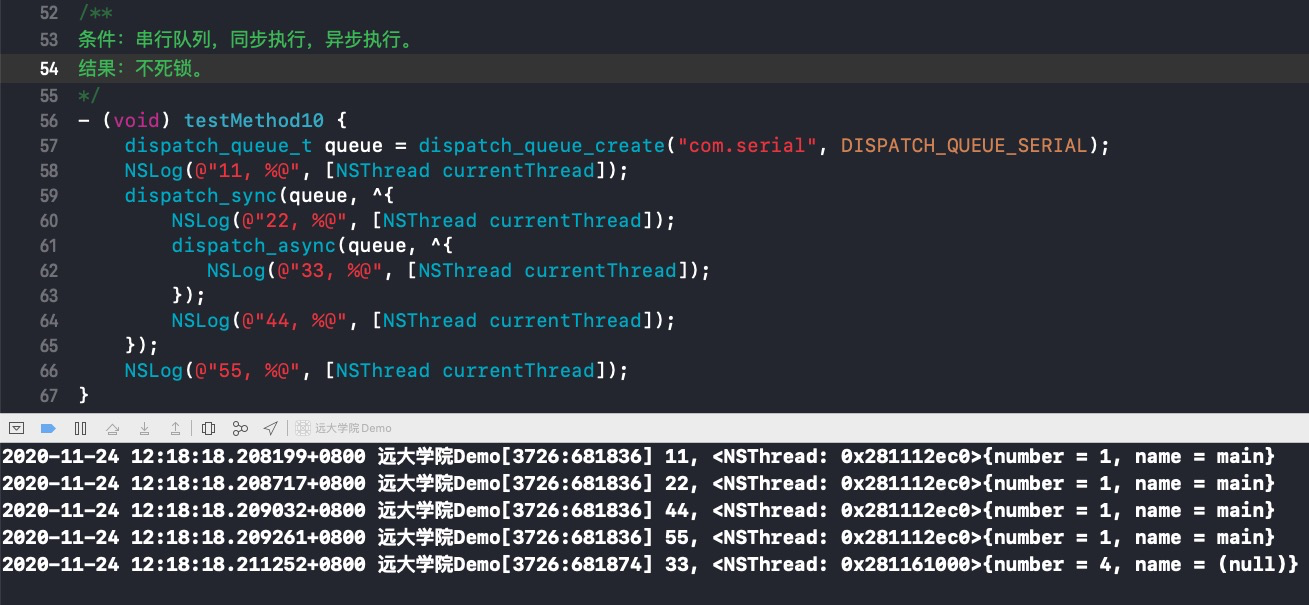 52 /**
53 条件：串行队列，同步执行，异步执行。
54 结果：不死锁。
55 */
56 - (void) testMethod10 {
57     dispatch_queue_t queue = dispatch_queue_create("com.serial", DISPATCH_QUEUE_SERIAL);
58     NSLog(@"11, %@", [NSThread currentThread]);
59     dispatch_sync(queue, ^{
60         NSLog(@"22, %@", [NSThread currentThread]);
61         dispatch_async(queue, ^{
62            NSLog(@"33, %@", [NSThread currentThread]);
63         });
64         NSLog(@"44, %@", [NSThread currentThread]);
65     });
66     NSLog(@"55, %@", [NSThread currentThread]);
67 }
远大学院Demo
2020-11-24 12:18:18.208199+0800 远大学院Demo[3726:681836] 11, <NSThread: 0x281112ec0>{number = 1, name = main}
2020-11-24 12:18:18.208717+0800 远大学院Demo[3726:681836] 22, <NSThread: 0x281112ec0>{number = 1, name = main}
2020-11-24 12:18:18.209032+0800 远大学院Demo[3726:681836] 44, <NSThread: 0x281112ec0>{number = 1, name = main}
2020-11-24 12:18:18.209261+0800 远大学院Demo[3726:681836] 55, <NSThread: 0x281112ec0>{number = 1, name = main}
2020-11-24 12:18:18.211252+0800 远大学院Demo[3726:681874] 33, <NSThread: 0x281161000>{number = 4, name = (null)}